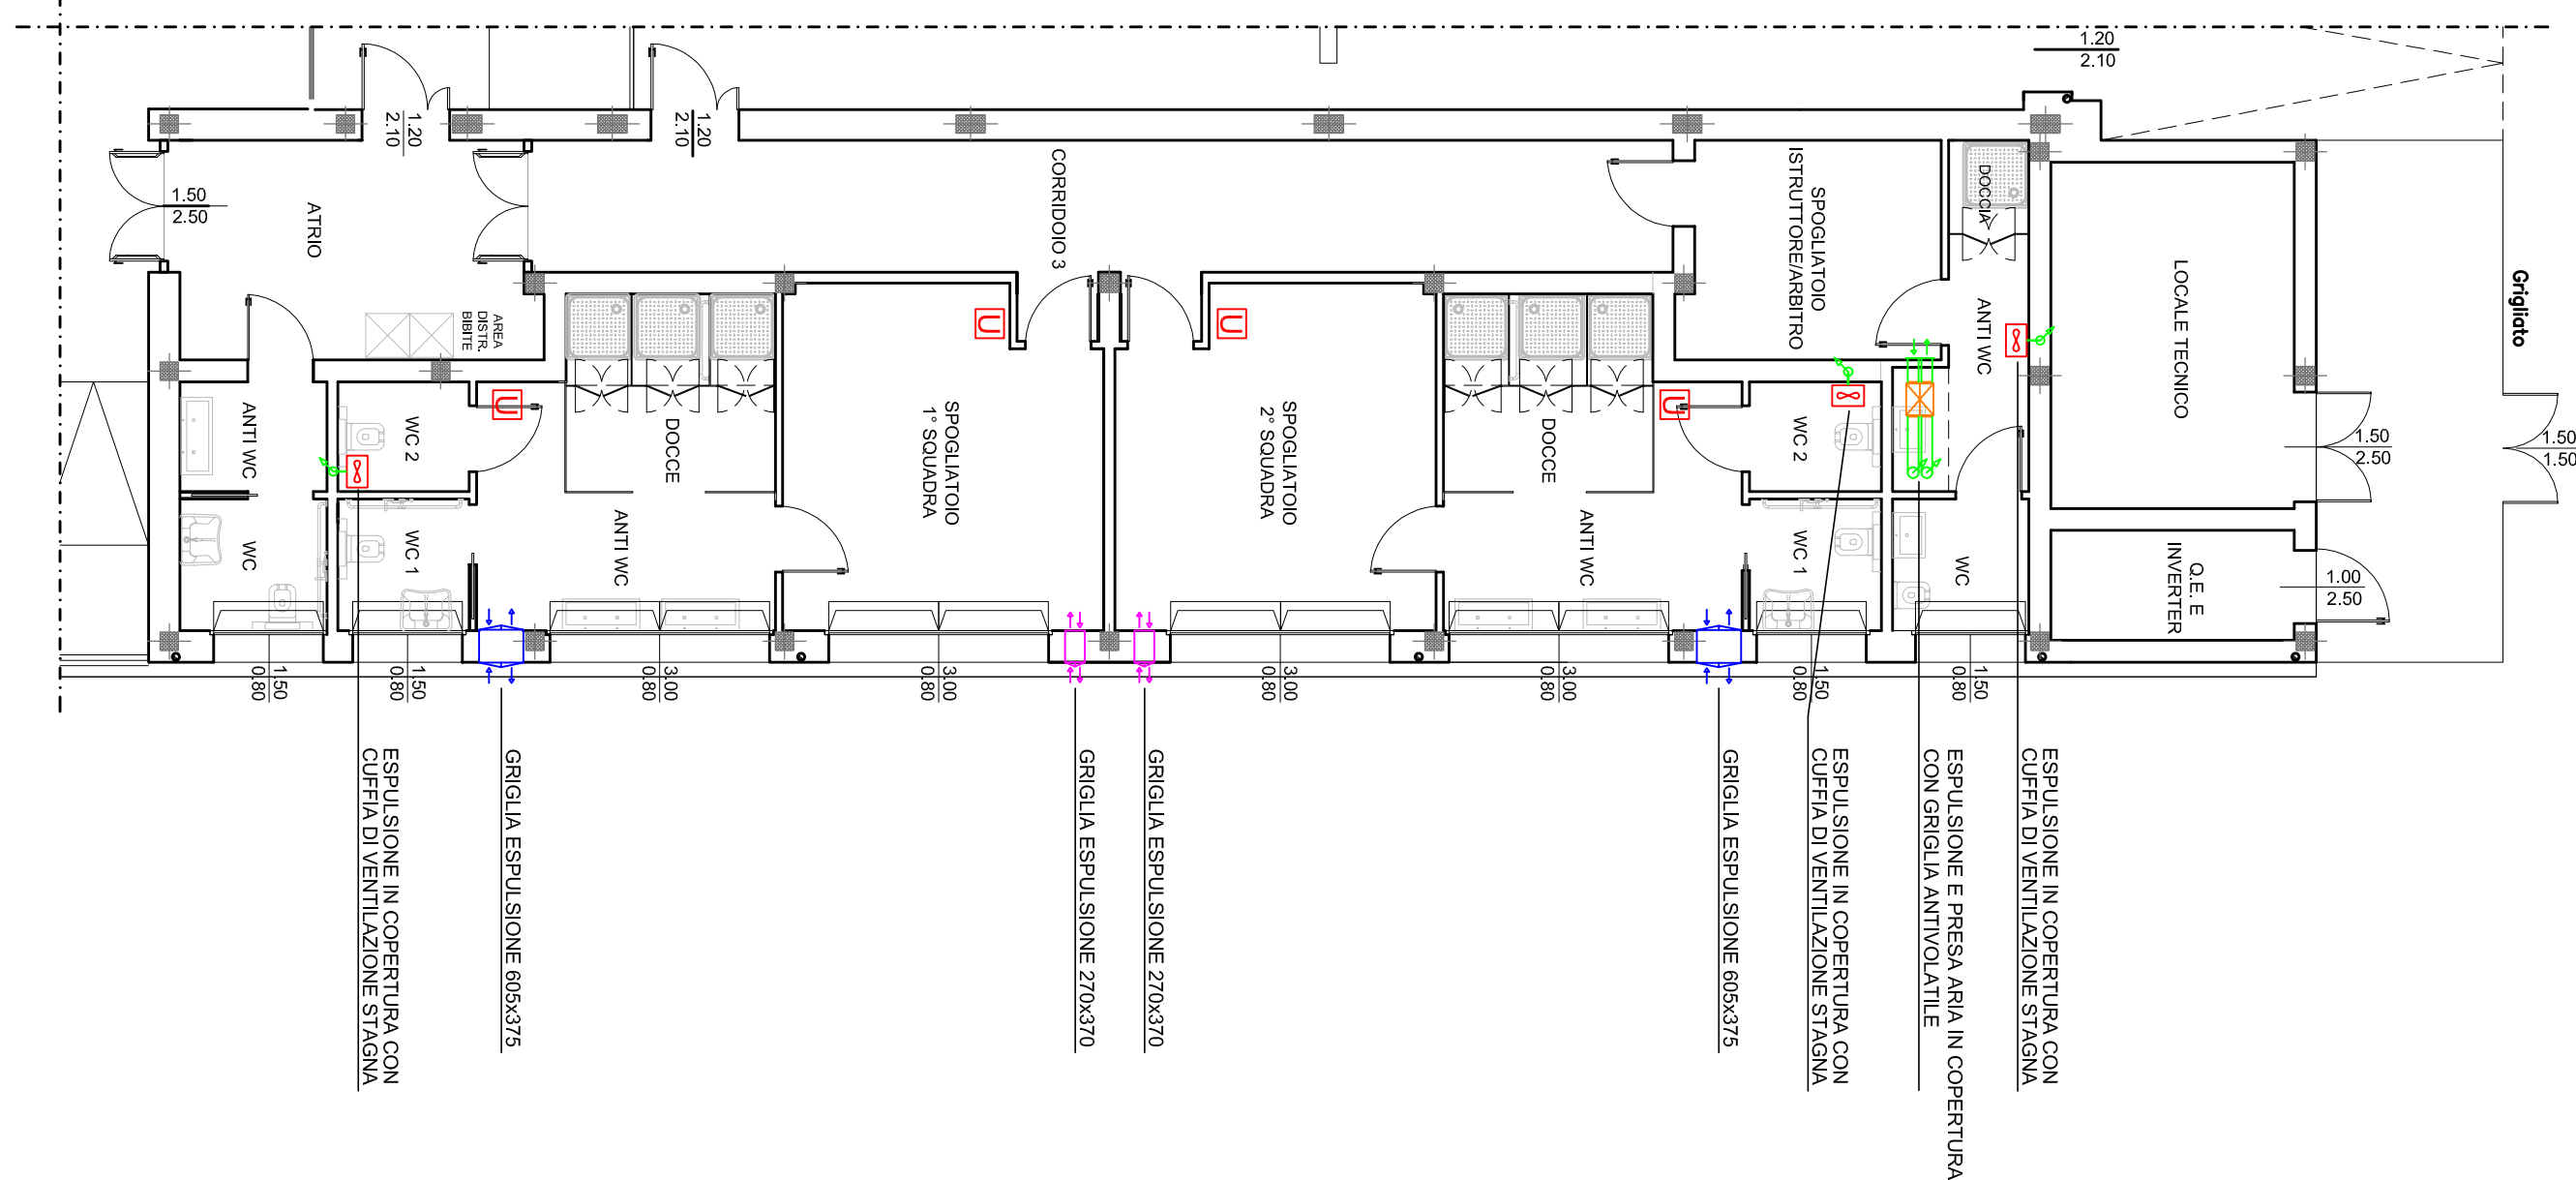 1.20
2.10
1.20
2.10
1.20
2.10
1.50
2.50
ATRIO
CORRIDOIO 3
SPOGLIATOIO
ISTRUTTORE/ARBITRO
DOCCIA
ANTI WC
LOCALE TECNICO
Grigliato
AREA
DISTR.
BIBITE
1.50
2.50
1.50
1.50
ANTI WC
WC 2
DOCCE
SPOGLIATOIO
1° SQUADRA
SPOGLIATOIO
2° SQUADRA
DOCCE
WC 2
WC
WC 1
ANTI WC
ANTI WC
WC 1
WC
Q.E. E
INVERTER
1.00
2.50
1.50
0.80
1.50
0.80
3.00
0.80
3.00
0.80
3.00
0.80
3.00
0.80
1.50
0.80
1.50
0.80
ESPULSIONE IN COPERTURA CON
CUFFIA DI VENTILAZIONE STAGNA
GRIGLIA ESPULSIONE 605x375
GRIGLIA ESPULSIONE 270x370
GRIGLIA ESPULSIONE 270x370
GRIGLIA ESPULSIONE 605x375
ESPULSIONE IN COPERTURA CON
CUFFIA DI VENTILAZIONE STAGNA
ESPULSIONE E PRESA ARIA IN COPERTURA
CON GRIGLIA ANTIVOLATILE
ESPULSIONE IN COPERTURA CON
CUFFIA DI VENTILAZIONE STAGNA